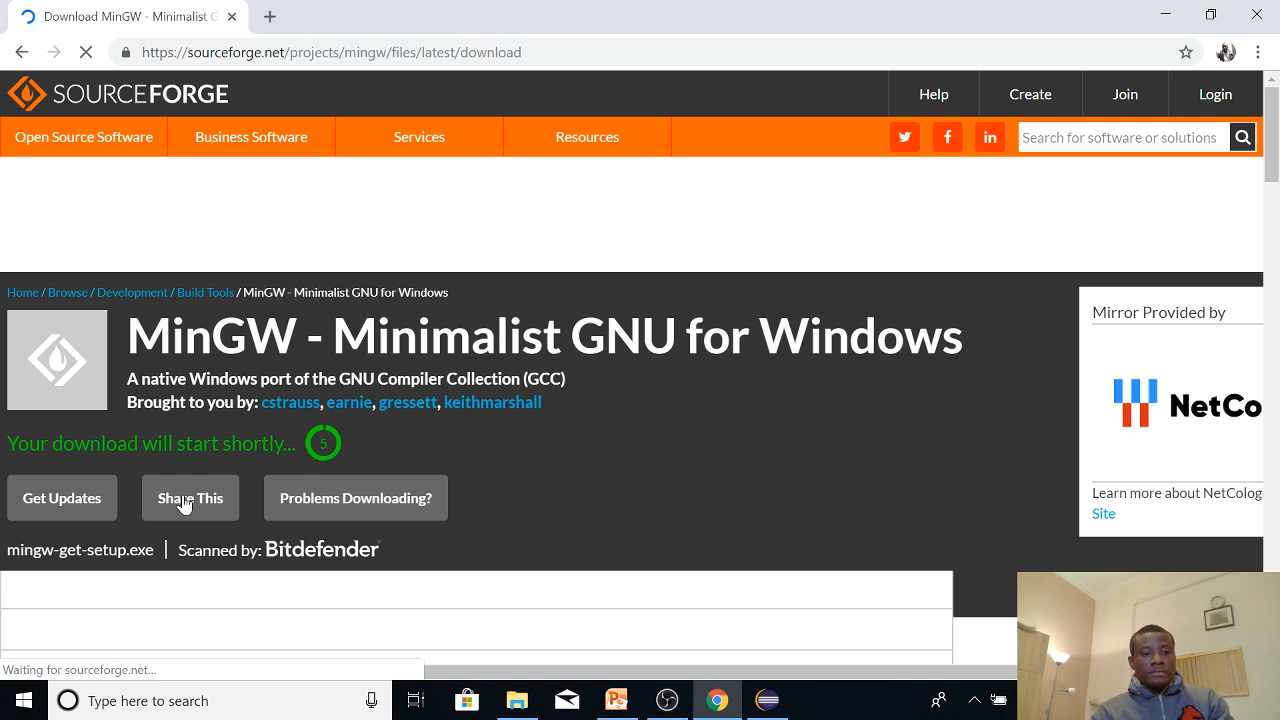 Download MinGW - Minimalist G
https://sourceforge.net/projects/mingw/files/latest/download
SOURCEFORGE
Help
Create
Join
Login
Open Source Software
Business Software
Services
Resources
Search for software or solutions
Home / Browse / Development / Build Tools / MinGW - Minimalist GNU for Windows
MinGW - Minimalist GNU for Windows
A native Windows port of the GNU Compiler Collection (GCC)
Brought to you by: cstrauss, earnie, gressett, keithmarshall
Your download will start shortly... 5
Get Updates
Share This
Problems Downloading?
mingw-get-setup.exe | Scanned by: Bitdefender
Mirror Provided by
NetCo
Learn more about NetColog
Site
Waiting for sourceforge.net...
Type here to search